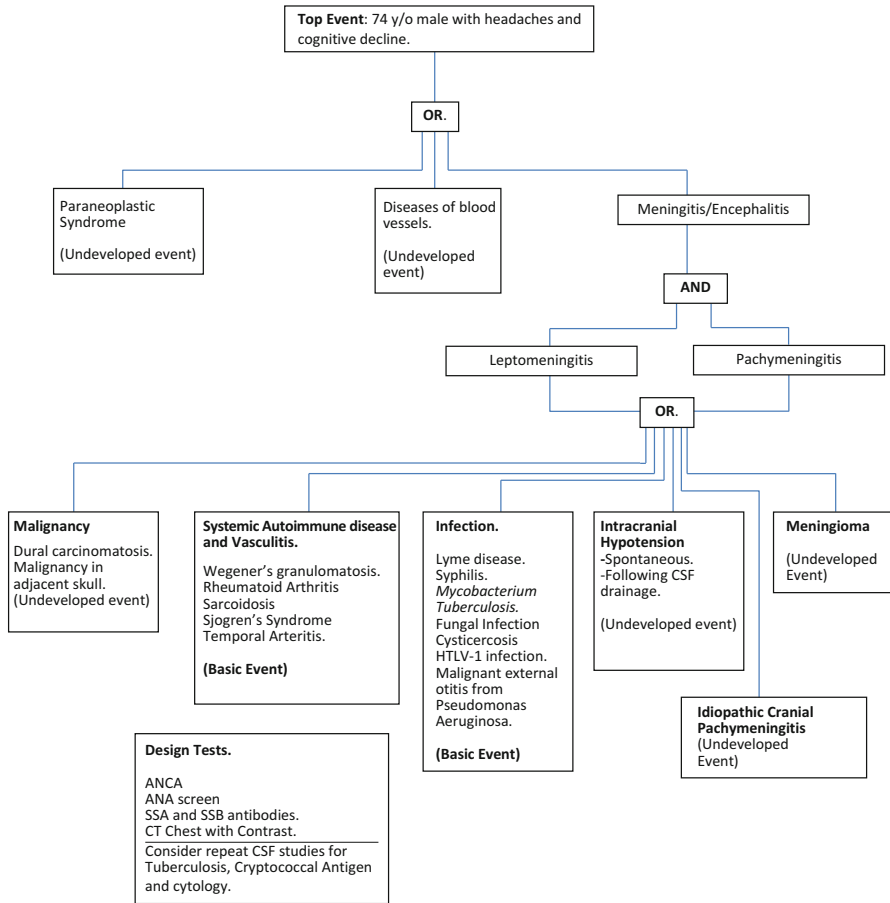 Top Event: 74 y/o male with headaches and
cognitive decline.
OR.
Paraneoplastic
Syndrome
(Undeveloped event)
Diseases of blood
vessels.
(Undeveloped
event)
Meningitis/Encephalitis
AND
Leptomeningitis
Pachymeningitis
OR.
Malignancy
Dural carcinomatosis.
Malignancy in
adjacent skull.
(Undeveloped event)
Systemic Autoimmune disease
and Vasculitis.
Wegener's granulomatosis.
Rheumatoid Arthritis
Sarcoidosis
Sjogren's Syndrome
Temporal Arteritis.
(Basic Event)
Infection.
Lyme disease.
Syphilis.
Mycobacterium
Tuberculosis.
Fungal Infection
Cysticercosis
HTLV-1 infection.
Malignant external
otitis from
Pseudomonas
Aeruginosa.
(Basic Event)
Intracranial
Hypotension
-Spontaneous.
-Following CSF
drainage.
(Undeveloped event)
Meningioma
(Undeveloped
Event)
Idiopathic Cranial
Pachymeningitis
(Undeveloped
Event)
Design Tests.
ANCA
ANA screen
SSA and SSB antibodies.
CT Chest with Contrast.
Consider repeat CSF studies for
Tuberculosis, Cryptococcal Antigen
and cytology.